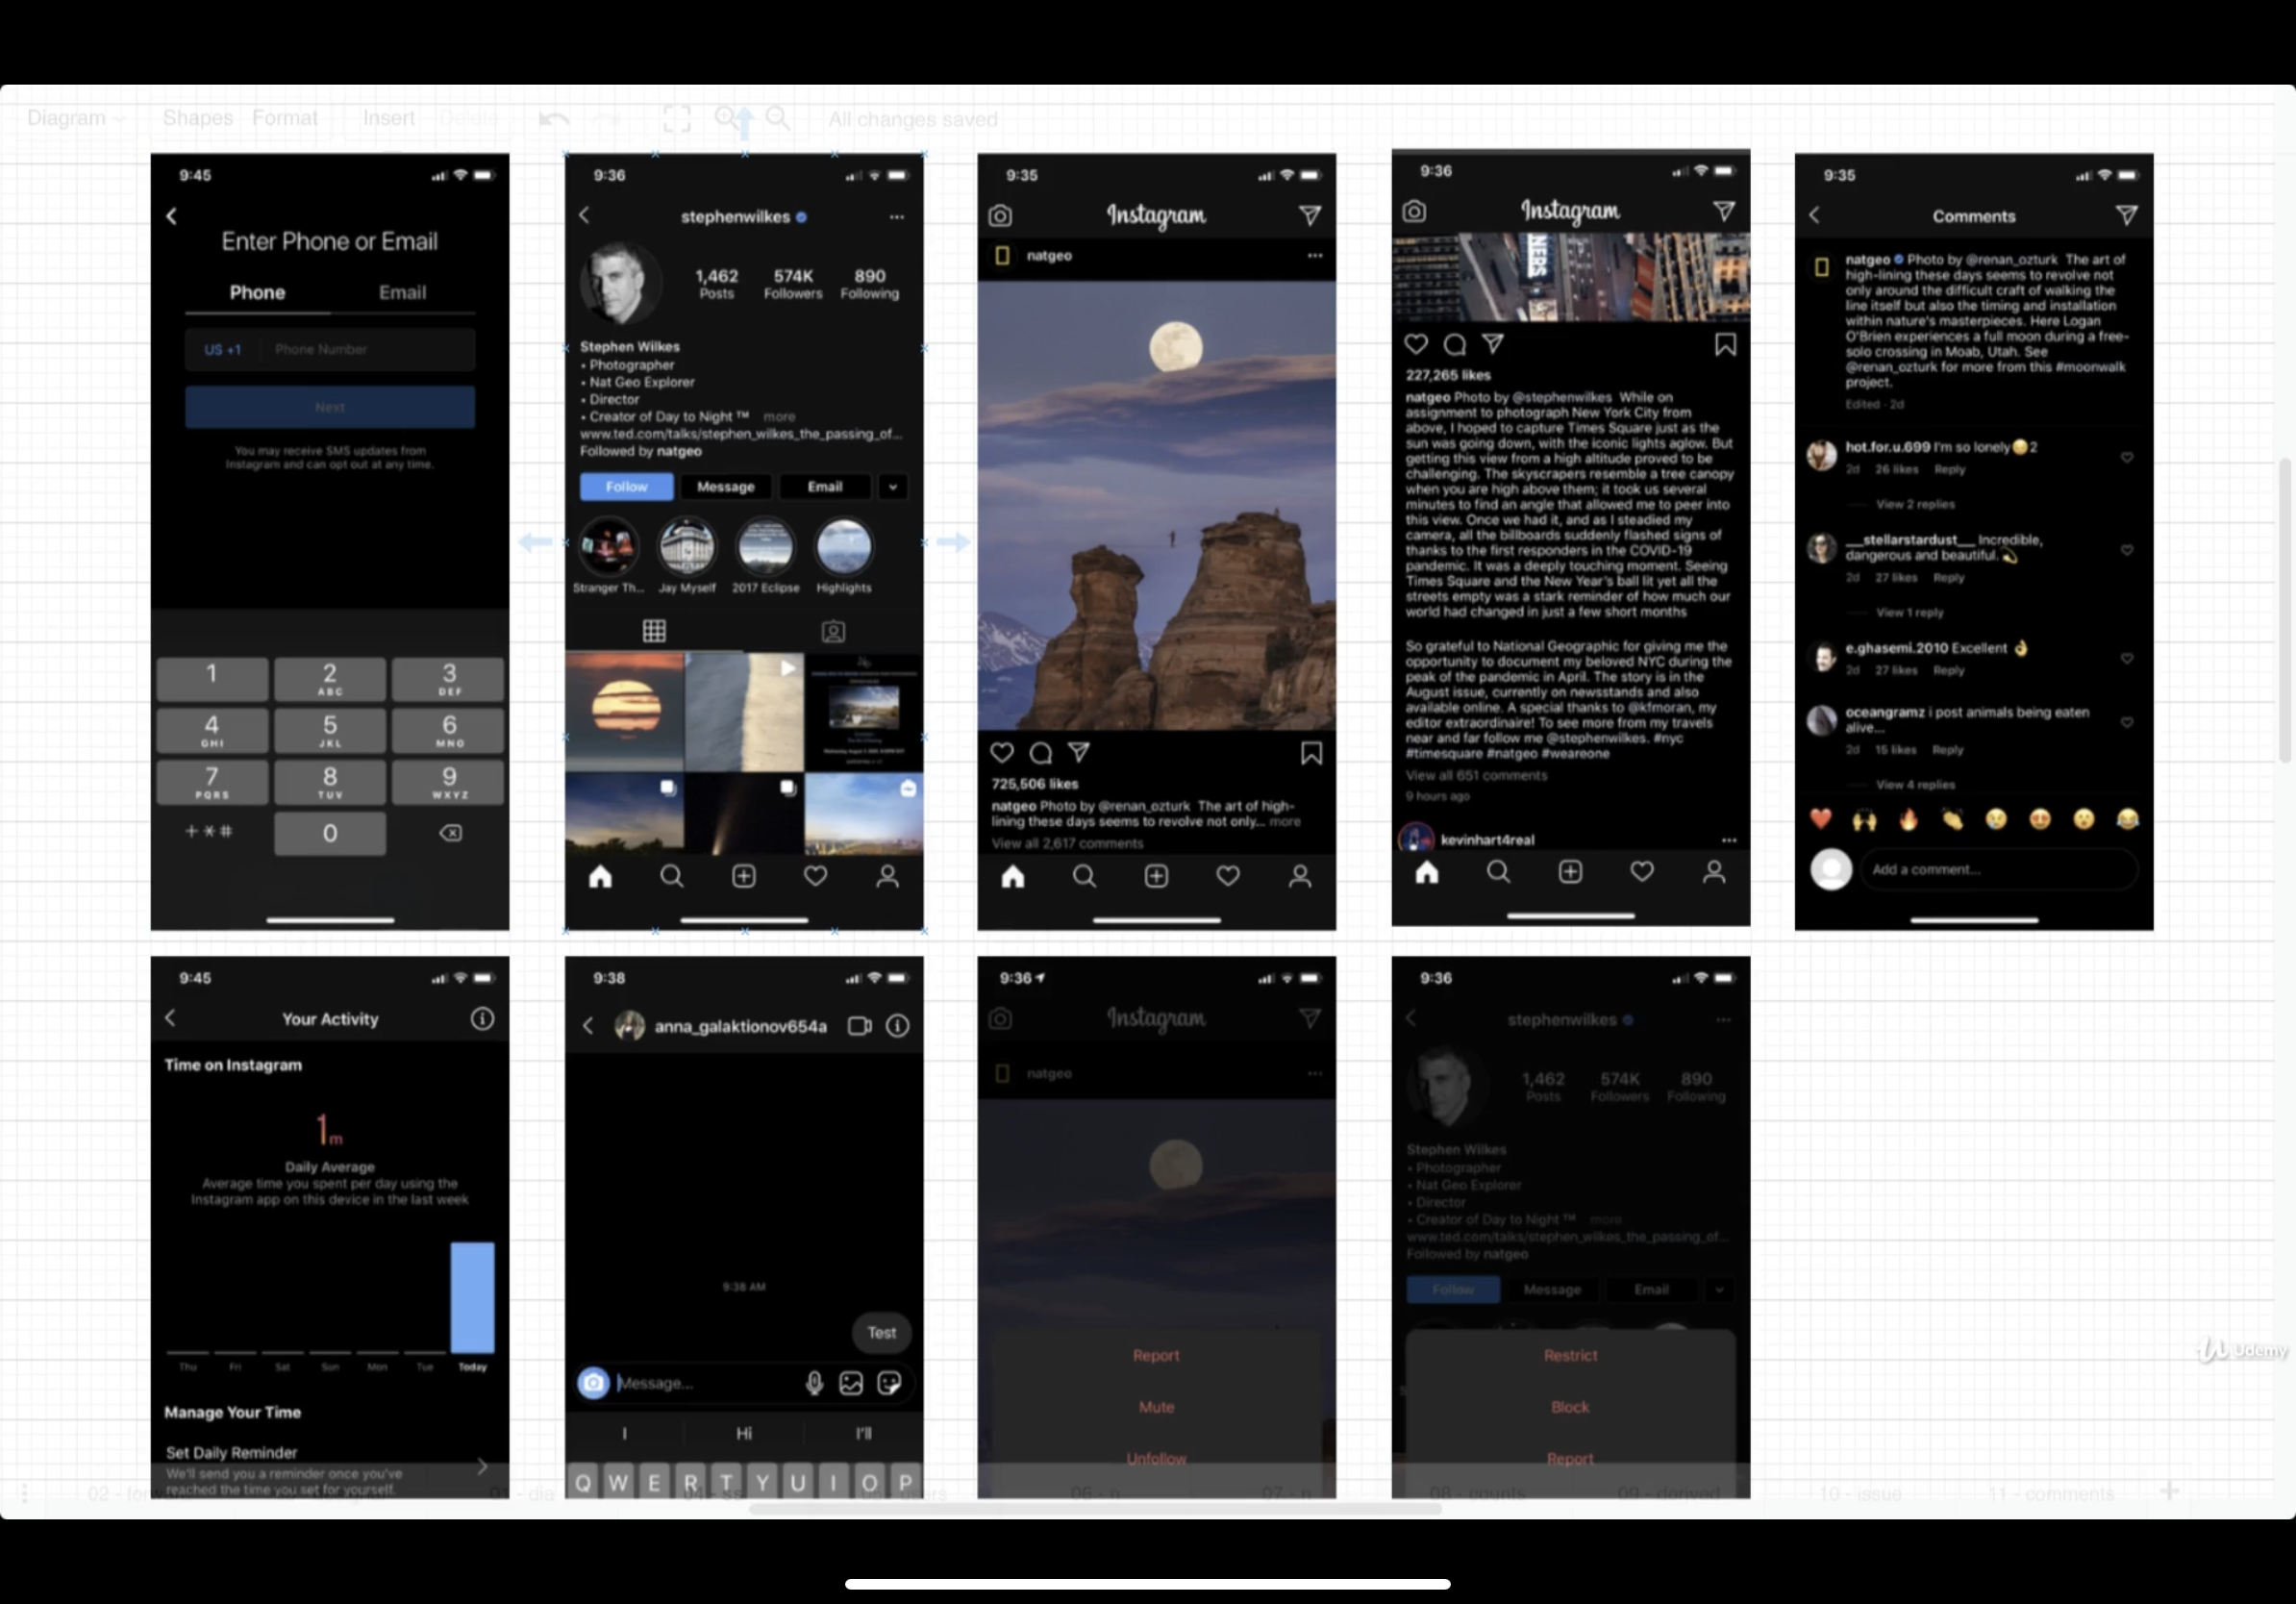 Diagram
Shapes
Format
Insert
Delete
All changes saved
9:45
Enter Phone or Email
Phone
Email
US +1
Phone Number
Next
You may receive SMS updates from
Instagram and can opt out at any time.
1
2
ABC
3
DEF
4
GHI
5
JKL
6
MNO
7
PQRS
8
TUV
9
WXYZ
+*#
0
9:36
stephenwilkes
1,462
Posts
574K
Followers
890
Following
Stephen Wilkes
• Photographer
• Nat Geo Explorer
• Director
• Creator of Day to Night ™ more
www.ted.com/talks/stephen_wilkes_the_passing_of...
Followed by natgeo
Follow
Message
Email
Stranger Th...
Jay Myself
2017 Eclipse
Highlights
9:35
Instagram
natgeo
725,506 likes
natgeo Photo by @renan_ozturk The art of high-
lining these days seems to revolve not only... more
View all 2,617 comments
9:36
Instagram
227,265 likes
natgeo Photo by @stephenwilkes While on
assignment to photograph New York City from
above, I hoped to capture Times Square just as the
sun was going down, with the iconic lights aglow. But
getting this view from a high altitude proved to be
challenging. The skyscrapers resemble a tree canopy
when you are high above them; it took us several
minutes to find an angle that allowed me to peer into
this view. Once we had it, and as I steadied my
camera, all the billboards suddenly flashed signs of
thanks to the first responders in the COVID-19
pandemic. It was a deeply touching moment. Seeing
Times Square and the New Year's ball lit yet all the
streets empty was a stark reminder of how much our
world had changed in just a few short months
So grateful to National Geographic for giving me the
opportunity to document my beloved NYC during the
peak of the pandemic in April. The story is in the
August issue, currently on newsstands and also
available online. A special thanks to @kfmoran, my
editor extraordinaire! To see more from my travels
near and far follow me @stephenwilkes. #nyc
#timesquare #natgeo #weareone
View all 651 comments
9 hours ago
kevinhart4real
9:35
Comments
natgeo Photo by @renan_ozturk The art of
high-lining these days seems to revolve not
only around the difficult craft of walking the
line itself but also the timing and installation
within nature's masterpieces. Here Logan
O'Brien experiences a full moon during a free-
solo crossing in Moab, Utah. See
@renan_ozturk for more from this #moonwalk
project.
Edited · 2d
hot.for.u.699 I'm so lonely😔2
2d 26 likes Reply
View 2 replies
__stellarstardust__ Incredible,
dangerous and beautiful.💫
2d 27 likes Reply
View 1 reply
e.ghasemi.2010 Excellent 👌
2d 27 likes Reply
oceangramz i post animals being eaten
alive...
2d 15 likes Reply
View 4 replies
Add a comment...
9:45
Your Activity
Time on Instagram
1m
Daily Average
Average time you spent per day using the
Instagram app on this device in the last week
Thu
Fri
Sat
Sun
Mon
Tue
Today
Manage Your Time
Set Daily Reminder
We'll send you a reminder once you've
reached the time you set for yourself.
9:38
anna_galaktionov654a
9:38 AM
Test
Message...
I
Hi
I'll
Q W E R T Y U I O P
9:36
Instagram
natgeo
Report
Mute
Unfollow
9:36
stephenwilkes
1,462
Posts
574K
Followers
890
Following
Stephen Wilkes
• Photographer
• Nat Geo Explorer
• Director
• Creator of Day to Night ™ more
www.ted.com/talks/stephen_wilkes_the_passing_of...
Followed by natgeo
Follow
Message
Email
Restrict
Block
Report
10 - issue
11 - comments
Udemy